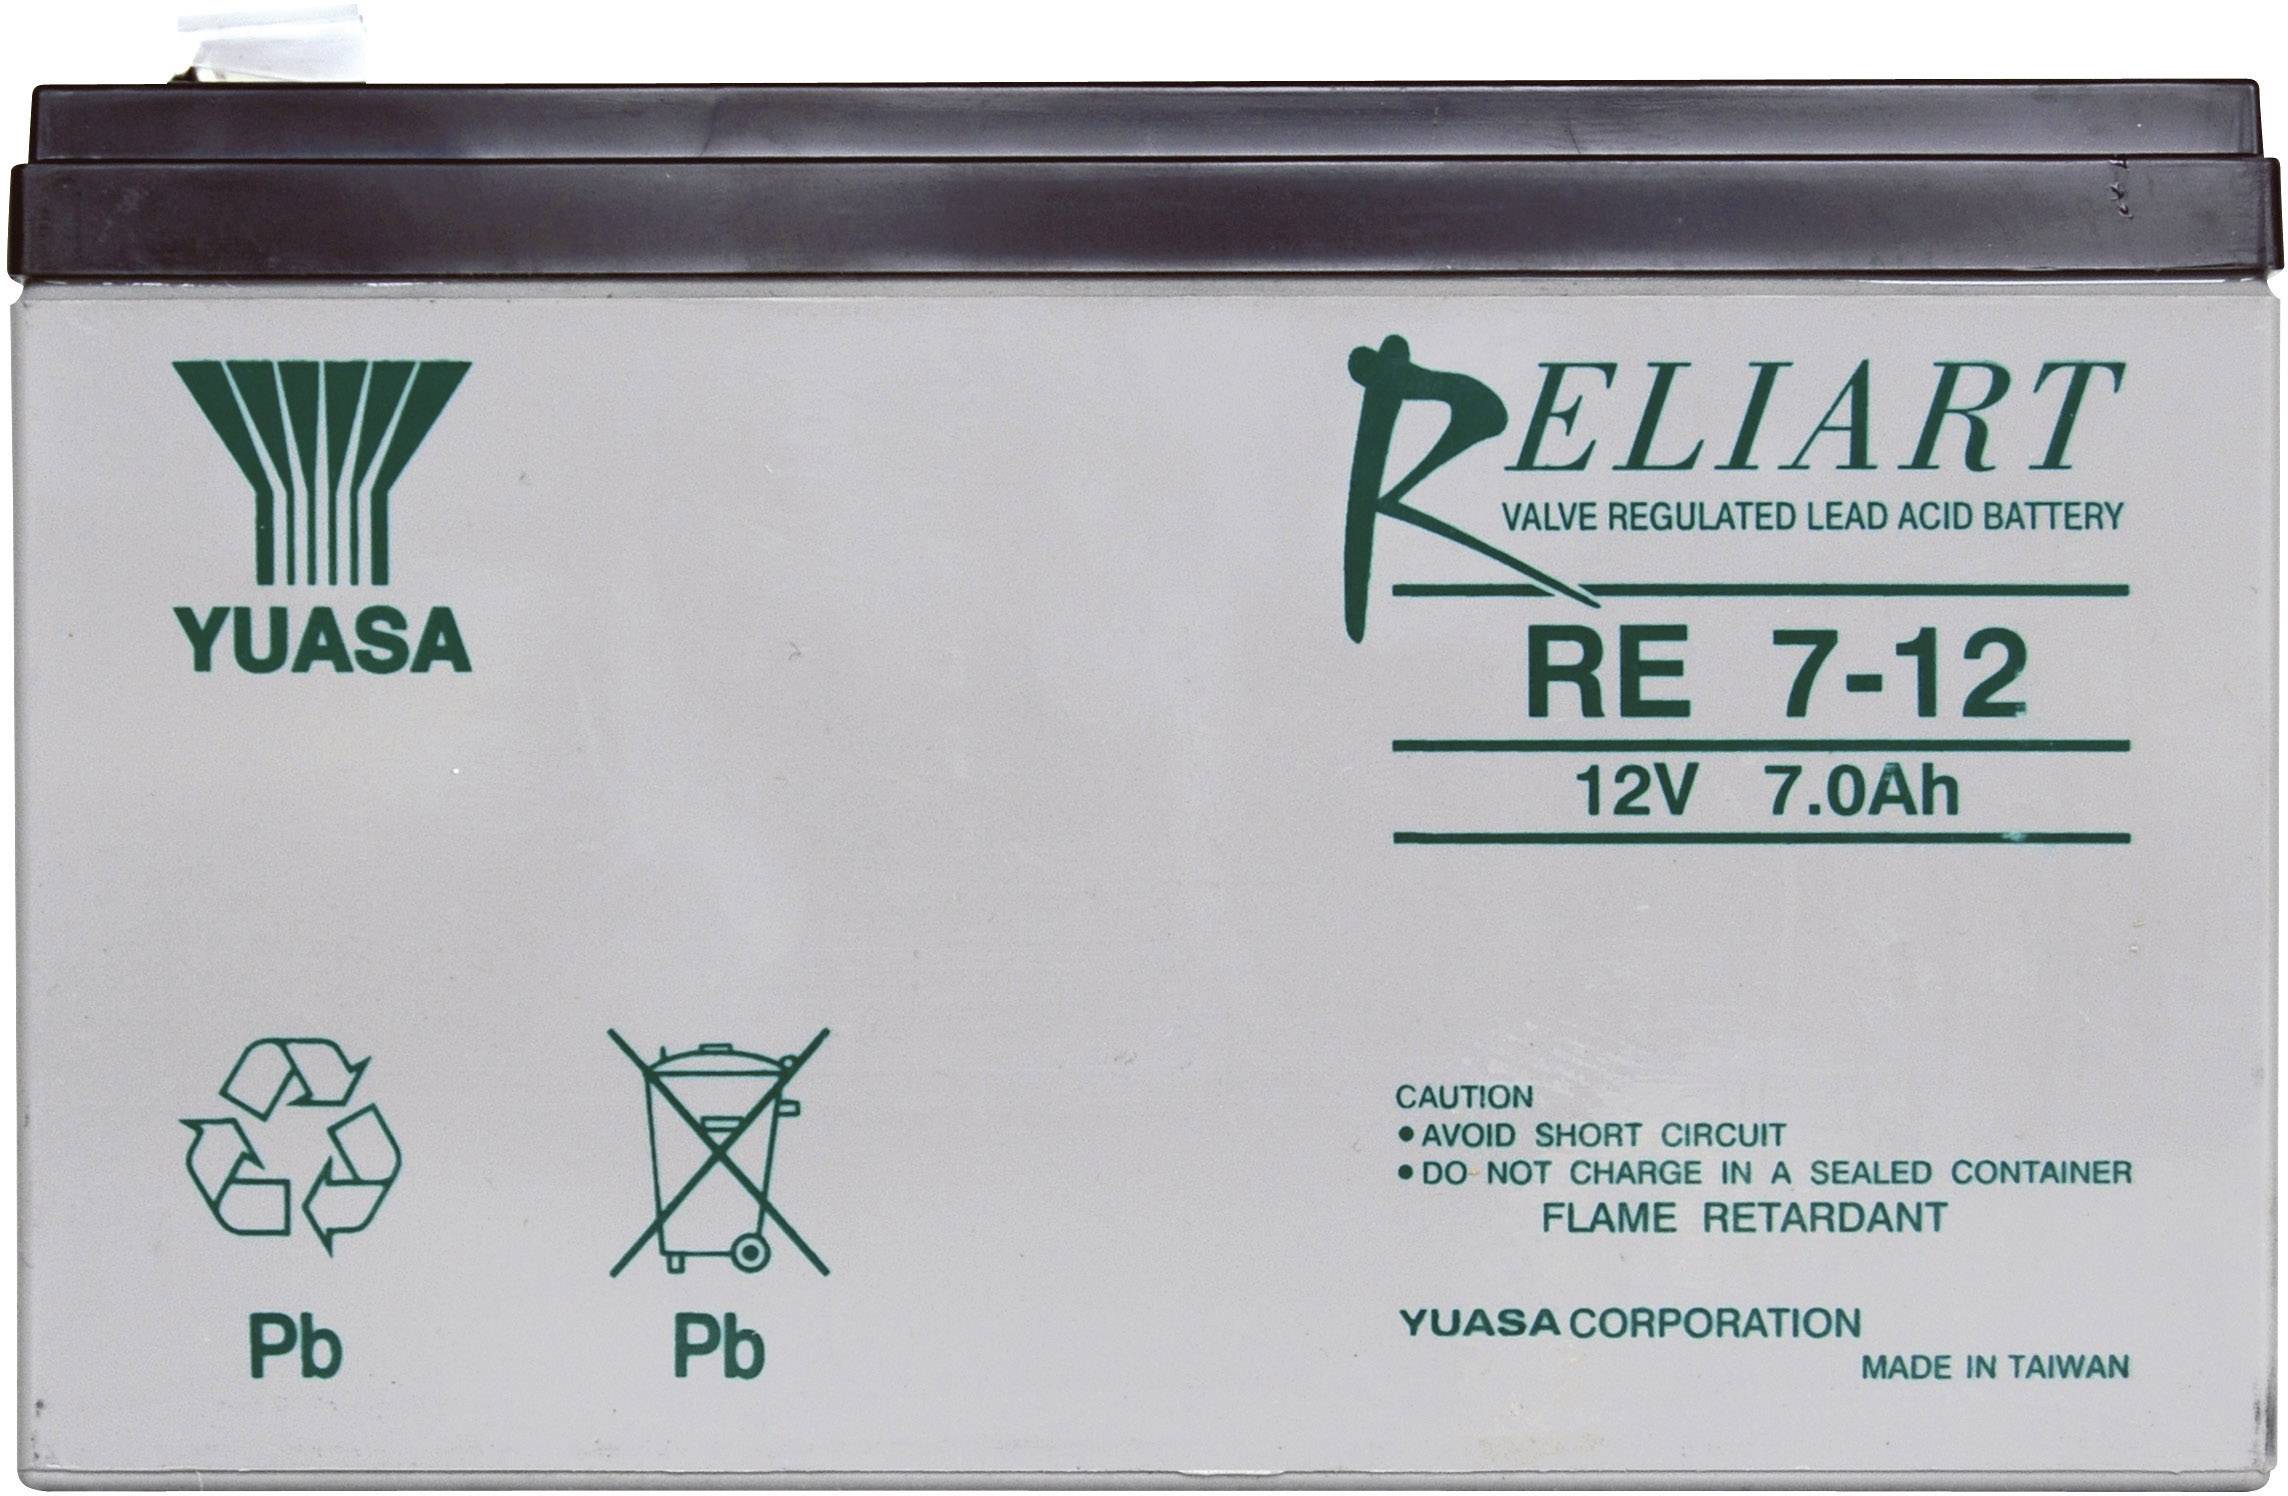 YUASA
RELIART
VALVE REGULATED LEAD ACID BATTERY
RE 7-12
12V 7.0Ah
CAUTION
•AVOID SHORT CIRCUIT
•DO NOT CHARGE IN A SEALED CONTAINER
FLAME RETARDANT
Pb
Pb
YUASA CORPORATION
MADE IN TAIWAN